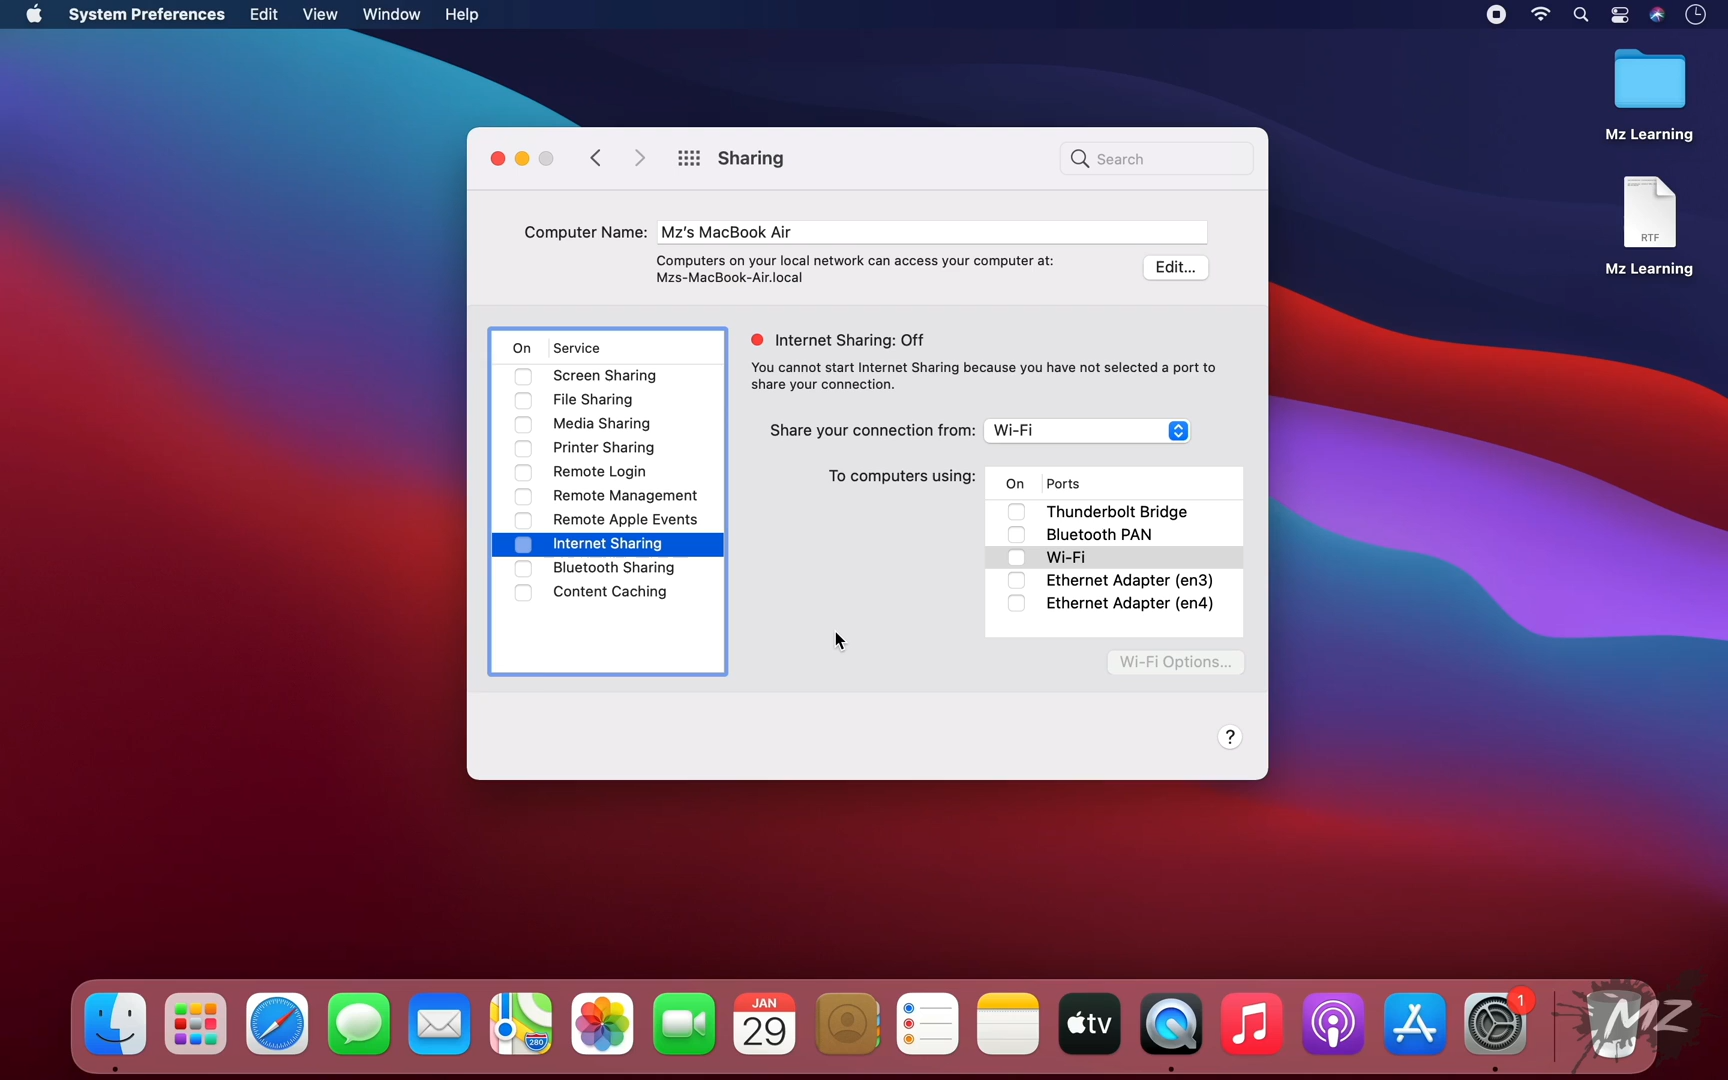 System Preferences Edit View Window Help
Mz Learning
RTF
Mz Learning
Sharing
Search
Computer Name: Mz's MacBook Air
Computers on your local network can access your computer at:
Mzs-MacBook-Air.local
Edit...
On Service
Screen Sharing
File Sharing
Media Sharing
Printer Sharing
Remote Login
Remote Management
Remote Apple Events
Internet Sharing
Bluetooth Sharing
Content Caching
Internet Sharing: Off
You cannot start Internet Sharing because you have not selected a port to
share your connection.
Share your connection from: Wi-Fi
To computers using:
On Ports
Thunderbolt Bridge
Bluetooth PAN
Wi-Fi
Ethernet Adapter (en3)
Ethernet Adapter (en4)
Wi-Fi Options...
?
280
JAN
29
tv
1
MZ